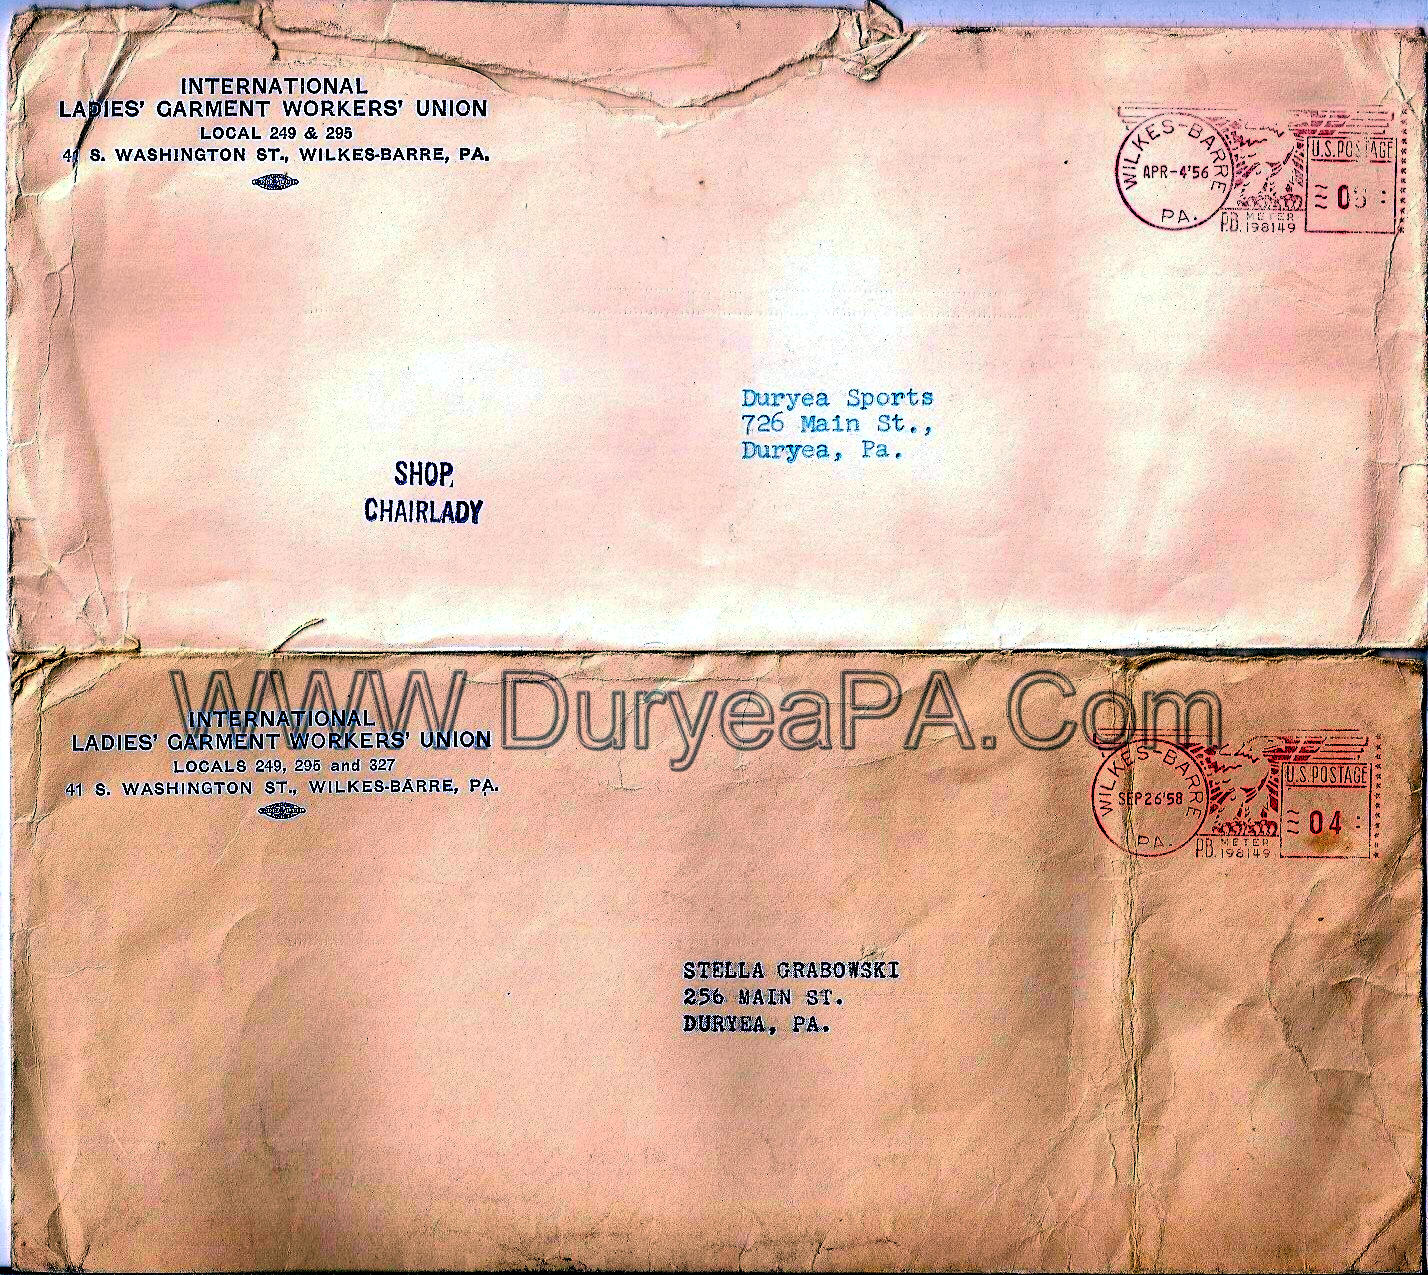 INTERNATIONAL
LADIES' GARMENT WORKERS' UNION
LOCAL 249 & 295
41 S. WASHINGTON ST., WILKES-BARRE, PA.
WILKES-BARRE
APR-4'56
PA.
U.S.POSTAGE
P.B. METER
198149
SHOP
CHAIRLADY
Duryea Sports
726 Main St.,
Duryea, Pa.
WWW.DuryeaPA.Com
INTERNATIONAL
LADIES' GARMENT WORKERS' UNION
LOCALS 249, 295 and 327
41 S. WASHINGTON ST., WILKES-BARRE, PA.
WILKES-BARRE
SEP26'58
PA.
U.S.POSTAGE
04
P.B. METER
198149
STELLA GRABOWSKI
256 MAIN ST.
DURYEA, PA.